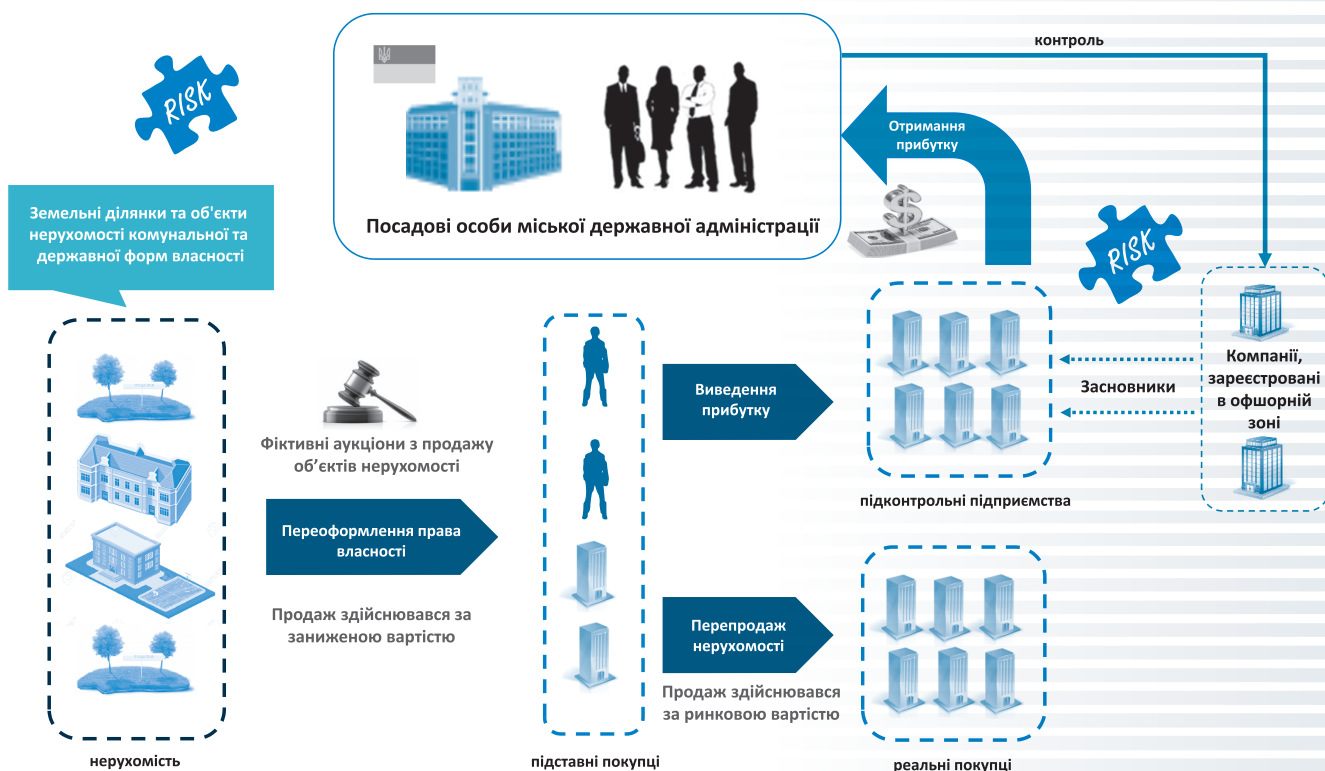 контроль
RISK
Отримання
прибутку
Посадові особи міської державної адміністрації
Земельні ділянки та об'єкти
нерухомості комунальної та
державної форм власності
RISK
Фіктивні аукціони з продажу
об’єктів нерухомості
Переоформлення права
власності
Продаж здійснювався за
заниженою вартістю
Виведення
прибутку
Засновники
Компанії,
зареєстровані
в офшорній
зоні
підконтрольні підприємства
Перепродаж
нерухомості
Продаж здійснювався
за ринковою вартістю
нерухомість
підставні покупці
реальні покупці